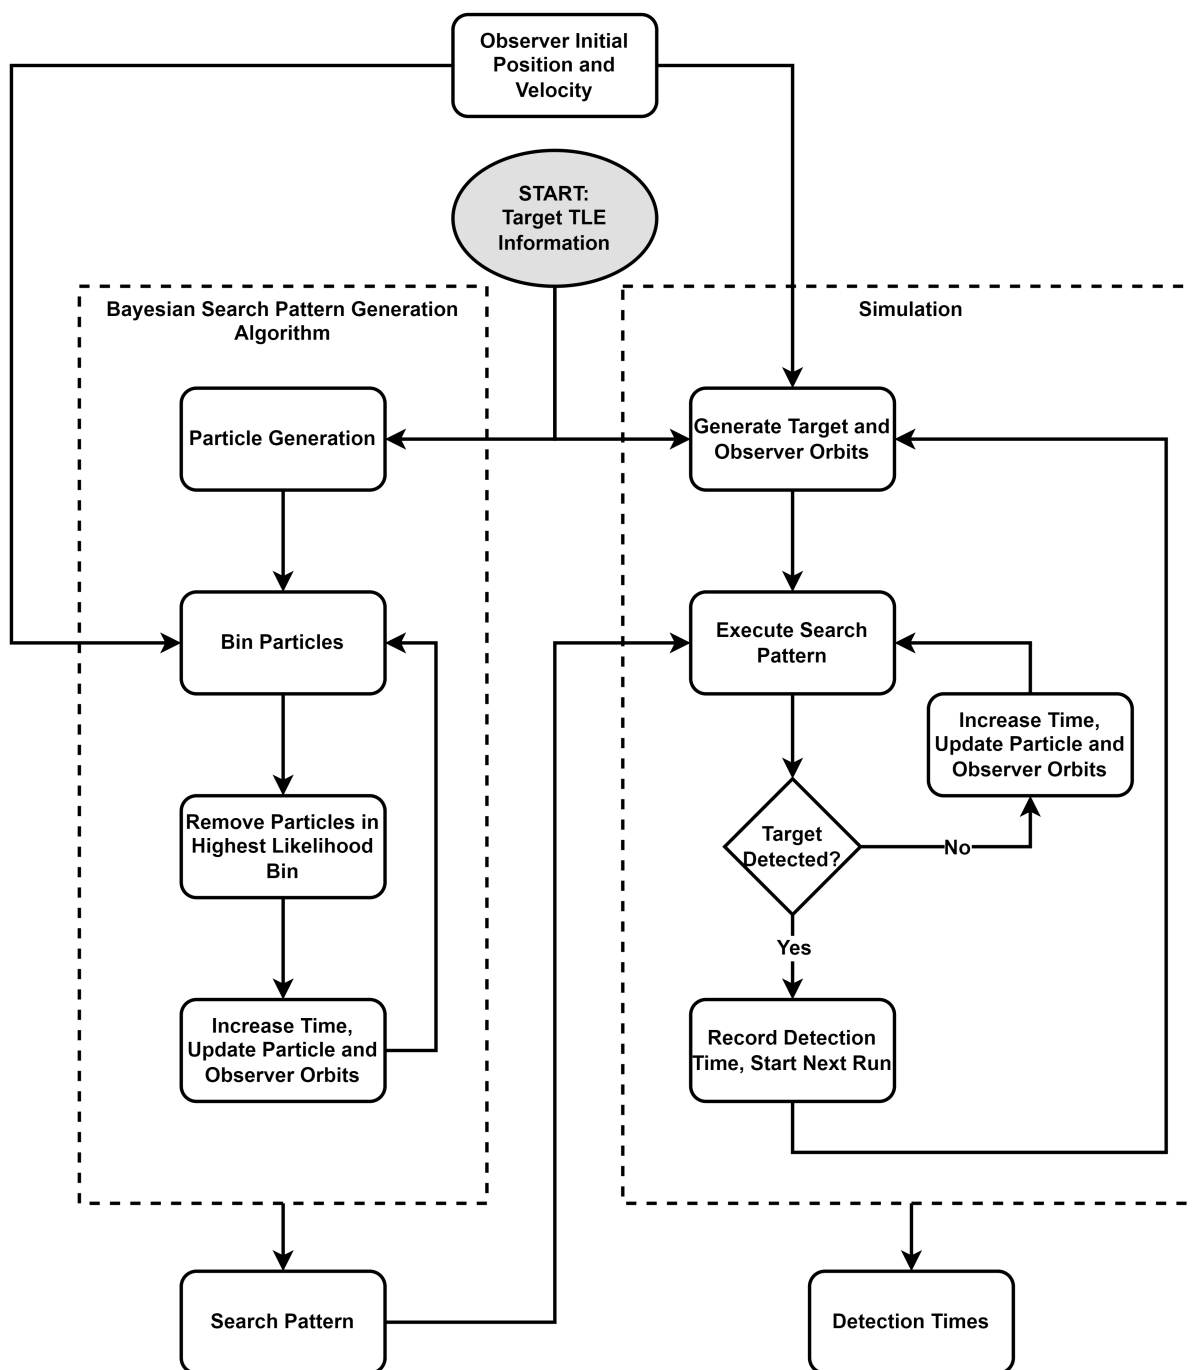 Observer Initial
Position and
Velocity
START:
Target TLE
Information
Bayesian Search Pattern Generation
Algorithm
Particle Generation
Bin Particles
Remove Particles in
Highest Likelihood
Bin
Increase Time,
Update Particle and
Observer Orbits
Search Pattern
Simulation
Generate Target and
Observer Orbits
Execute Search
Pattern
Increase Time,
Update Particle and
Observer Orbits
Target
Detected?
No
Yes
Record Detection
Time, Start Next Run
Detection Times